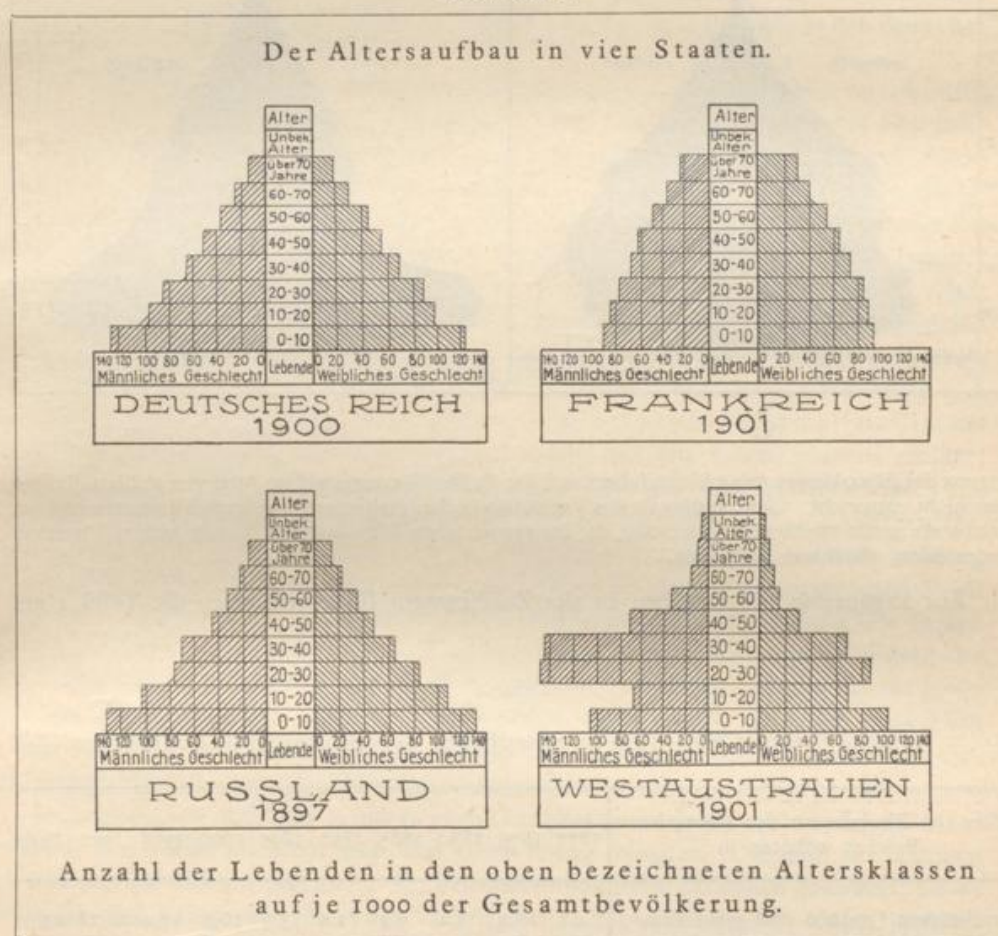 Der Altersaufbau in vier Staaten.
Alter
Unbek. Alter
über 70 Jahre
60-70
50-60
40-50
30-40
20-30
10-20
0-10
140 120 100 80 60 40 20 0 Lebende 0 20 40 60 80 100 120 140
Männliches Geschlecht Weibliches Geschlecht
DEUTSCHES REICH
1900
Alter
Unbek. Alter
über 70 Jahre
60-70
50-60
40-50
30-40
20-30
10-20
0-10
140 120 100 80 60 40 20 0 Lebende 0 20 40 60 80 100 120 140
Männliches Geschlecht Weibliches Geschlecht
FRANKREICH
1901
Alter
Unbek. Alter
über 70 Jahre
60-70
50-60
40-50
30-40
20-30
10-20
0-10
140 120 100 80 60 40 20 0 Lebende 0 20 40 60 80 100 120 140
Männliches Geschlecht Weibliches Geschlecht
RUSSLAND
1897
Alter
Unbek. Alter
über 70 Jahre
60-70
50-60
40-50
30-40
20-30
10-20
0-10
140 120 100 80 60 40 20 0 Lebende 0 20 40 60 80 100 120 140
Männliches Geschlecht Weibliches Geschlecht
WESTAUSTRALIEN
1901
Anzahl der Lebenden in den oben bezeichneten Altersklassen
auf je 1000 der Gesamtbevölkerung.